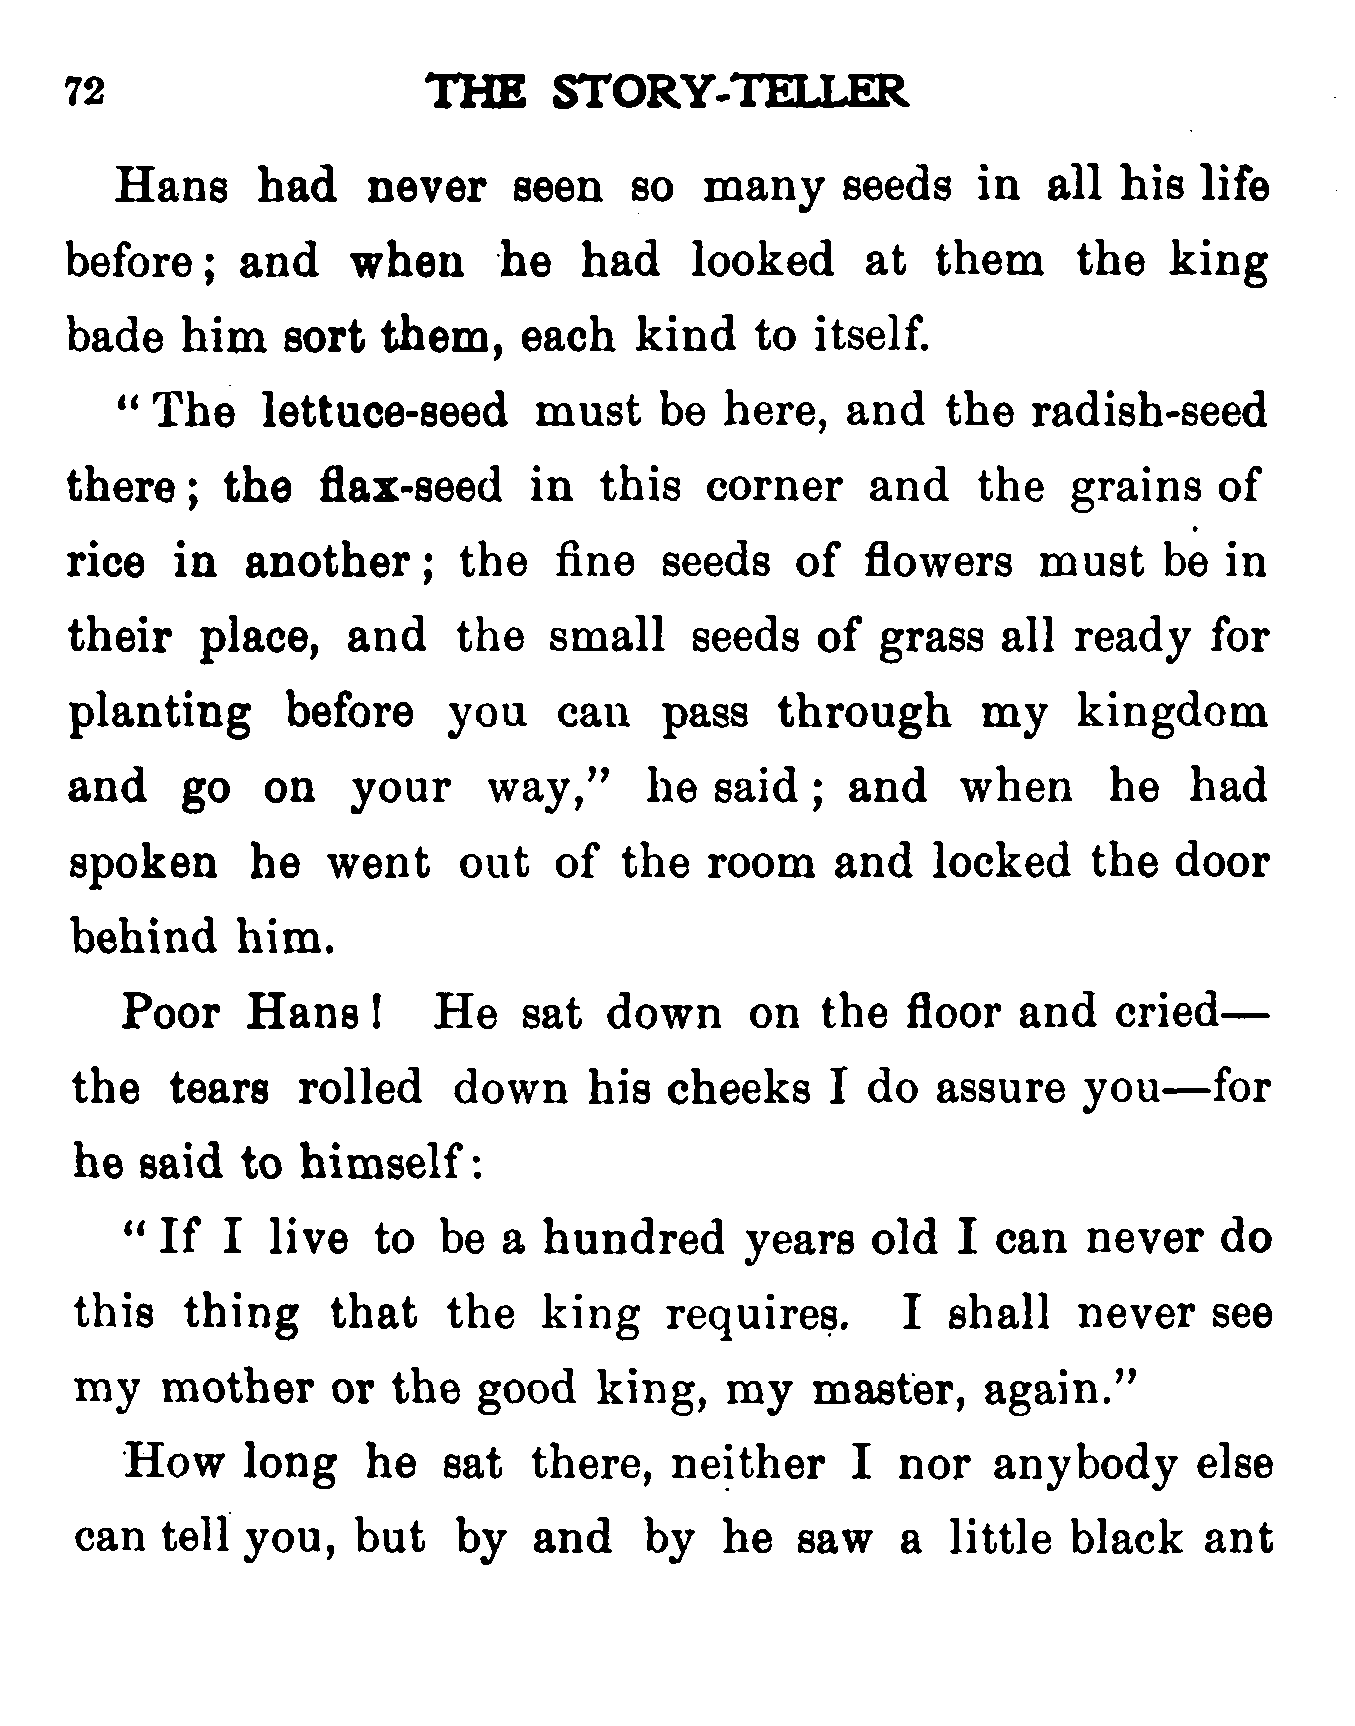 72 THE STORY-TELLER
Hans had never seen so many seeds in all his life
before; and when he had looked at them the king
bade him sort them, each kind to itself.
"The lettuce-seed must be here, and the radish-seed
there; the flax-seed in this corner and the grains of
rice in another; the fine seeds of flowers must be in
their place, and the small seeds of grass all ready for
planting before you can pass through my kingdom
and go on your way," he said; and when he had
spoken he went out of the room and locked the door
behind him.
Poor Hans! He sat down on the floor and cried—
the tears rolled down his cheeks I do assure you—for
he said to himself:
"If I live to be a hundred years old I can never do
this thing that the king requires. I shall never see
my mother or the good king, my master, again."
How long he sat there, neither I nor anybody else
can tell you, but by and by he saw a little black ant